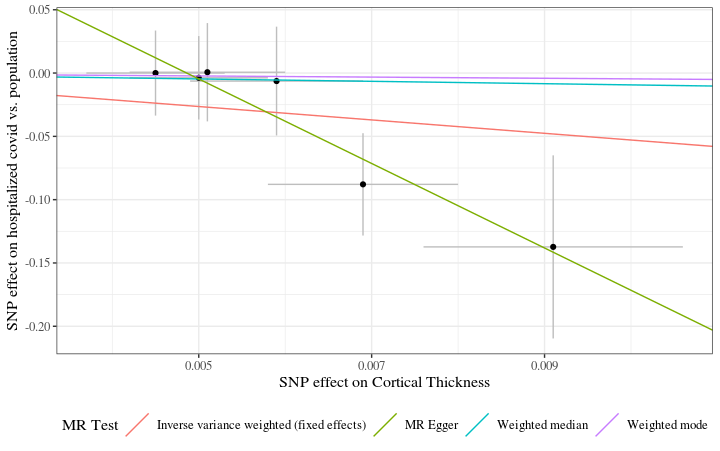 SNP effect on hospitalized covid vs. population
0.05
0.00
-0.05
-0.10
-0.15
-0.20
0.005
0.007
0.009
SNP effect on Cortical Thickness
MR Test
Inverse variance weighted (fixed effects)
MR Egger
Weighted median
Weighted mode